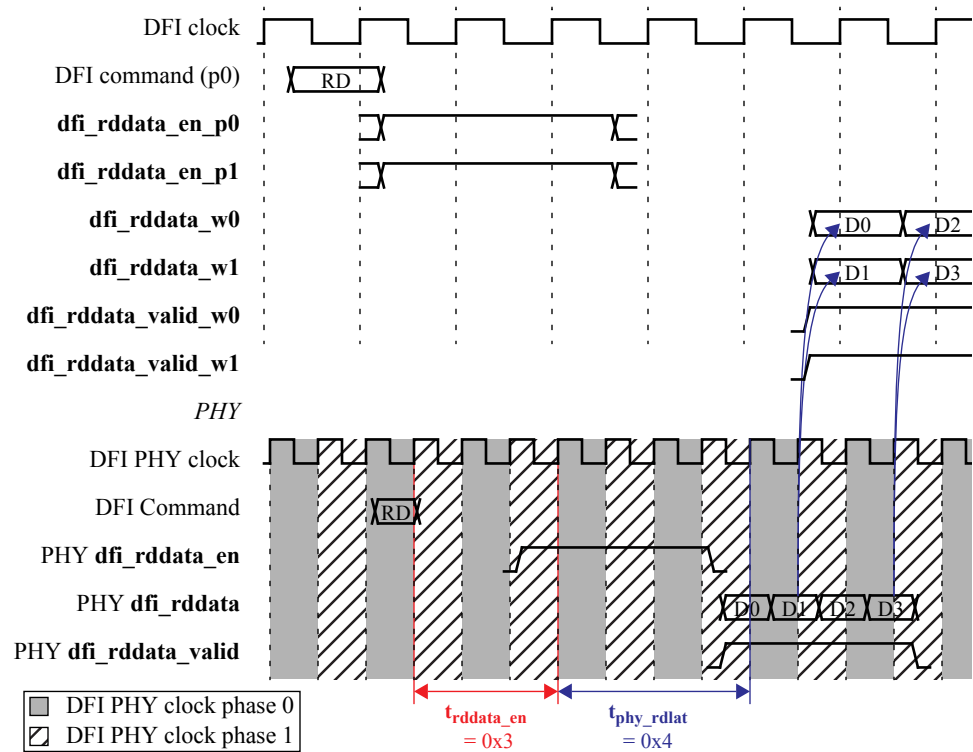 DFI clock
DFI command (p0) RD
dfi_rddata_en_p0
dfi_rddata_en_p1
dfi_rddata_w0 D0 D2
dfi_rddata_w1 D1 D3
dfi_rddata_valid_w0
dfi_rddata_valid_w1
PHY
DFI PHY clock
DFI Command RD
PHY dfi_rddata_en
PHY dfi_rddata D0 D1 D2 D3
PHY dfi_rddata_valid
DFI PHY clock phase 0
DFI PHY clock phase 1
trddata_en
= 0x3
tphy_rdlat
= 0x4